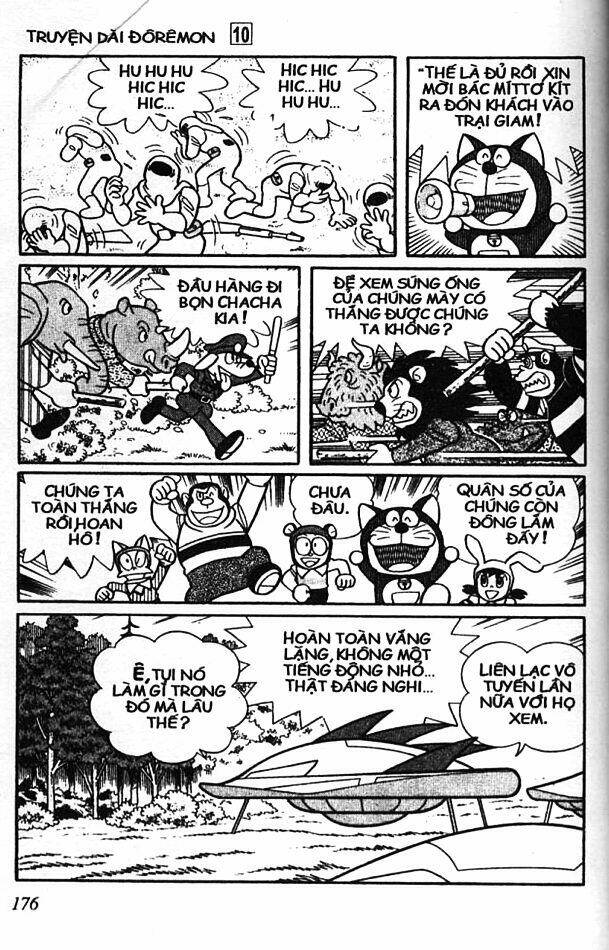 TRUYỆN DÀI ĐÔRÊMON 10
HU HU HU
HIC HIC
HIC...
HIC HIC
HIC... HU
HU HU...
"THẾ LÀ ĐỦ RỒI XIN
MỜI BÁC MÍTTƠ KÍT
RA ĐÓN KHÁCH VÀO
TRẠI GIAM!
ĐẦU HÀNG ĐI
BỌN CHACHA
KIA!
ĐỂ XEM SÚNG ỐNG
CỦA CHÚNG MÀY CÓ
THẮNG ĐƯỢC CHÚNG
TA KHÔNG?
CHÚNG TA
TOÀN THẮNG
RỒI HOAN
HÔ!
CHƯA
ĐÂU.
QUÂN SỐ CỦA
CHÚNG CÒN
ĐÔNG LẮM
ĐẤY!
Ê, TỤI NÓ
LÀM GÌ TRONG
ĐÓ MÀ LÂU
THẾ?
HOÀN TOÀN VẮNG
LẶNG, KHÔNG MỘT
TIẾNG ĐỘNG NHỎ...
THẬT ĐÁNG NGHI...
LIÊN LẠC VÔ
TUYẾN LẦN
NỮA VỚI HỌ
XEM.
176